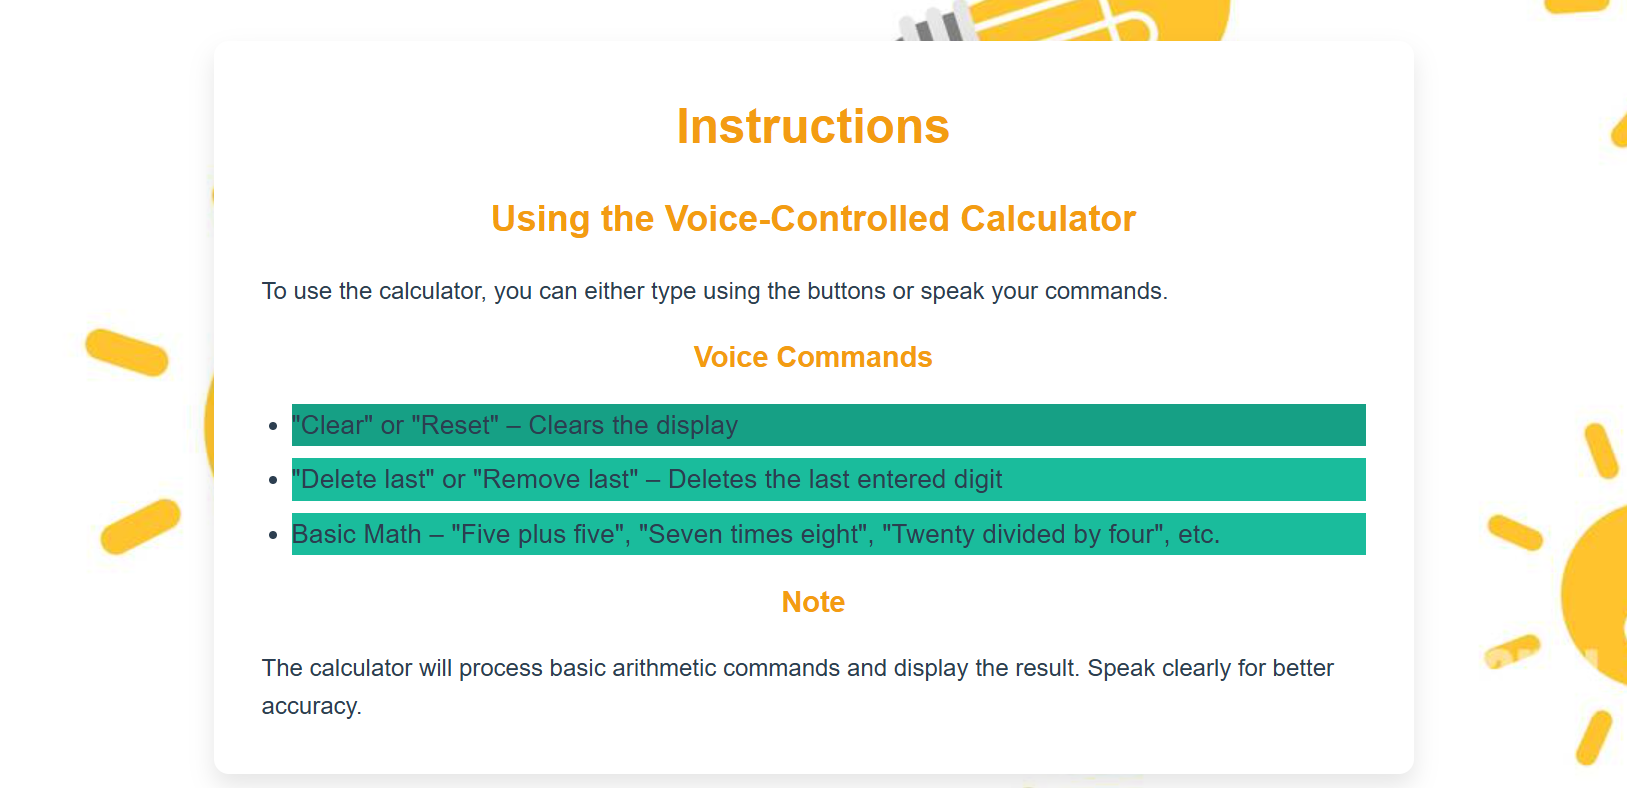 Instructions
Using the Voice-Controlled Calculator
To use the calculator, you can either type using the buttons or speak your commands.
Voice Commands
"Clear" or "Reset" – Clears the display
"Delete last" or "Remove last" – Deletes the last entered digit
Basic Math – "Five plus five", "Seven times eight", "Twenty divided by four", etc.
Note
The calculator will process basic arithmetic commands and display the result. Speak clearly for better
accuracy.